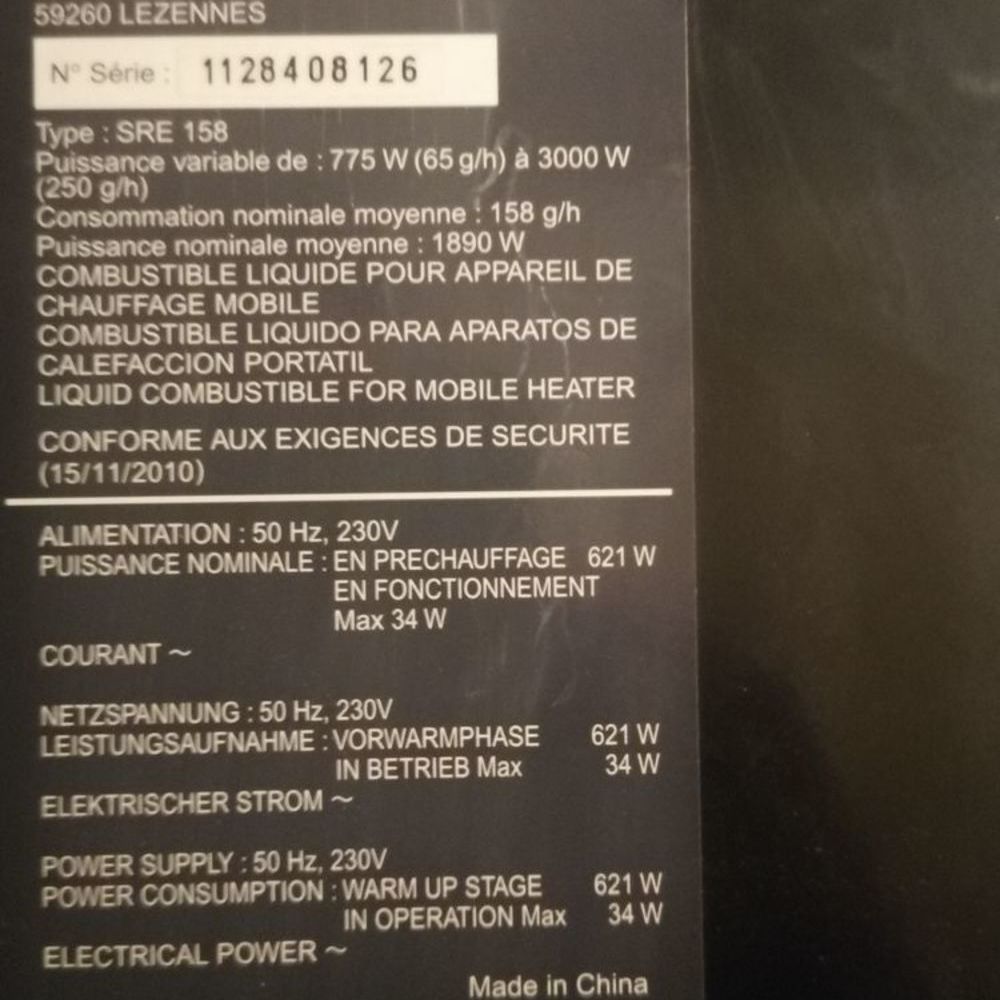 59260 LEZENNES
N° Série : 1128408126
Type : SRE 158
Puissance variable de : 775 W (65 g/h) à 3000 W
(250 g/h)
Consommation nominale moyenne : 158 g/h
Puissance nominale moyenne : 1890 W
COMBUSTIBLE LIQUIDE POUR APPAREIL DE
CHAUFFAGE MOBILE
COMBUSTIBLE LIQUIDO PARA APARATOS DE
CALEFACCION PORTATIL
LIQUID COMBUSTIBLE FOR MOBILE HEATER
CONFORME AUX EXIGENCES DE SECURITE
(15/11/2010)
ALIMENTATION : 50 Hz, 230V
PUISSANCE NOMINALE : EN PRECHAUFFAGE 621 W
EN FONCTIONNEMENT
Max 34 W
COURANT ~
NETZSPANNUNG : 50 Hz, 230V
LEISTUNGSAUFNAHME : VORWARMPHASE 621 W
IN BETRIEB Max 34 W
ELEKTRISCHER STROM ~
POWER SUPPLY : 50 Hz, 230V
POWER CONSUMPTION : WARM UP STAGE 621 W
IN OPERATION Max 34 W
ELECTRICAL POWER ~
Made in China